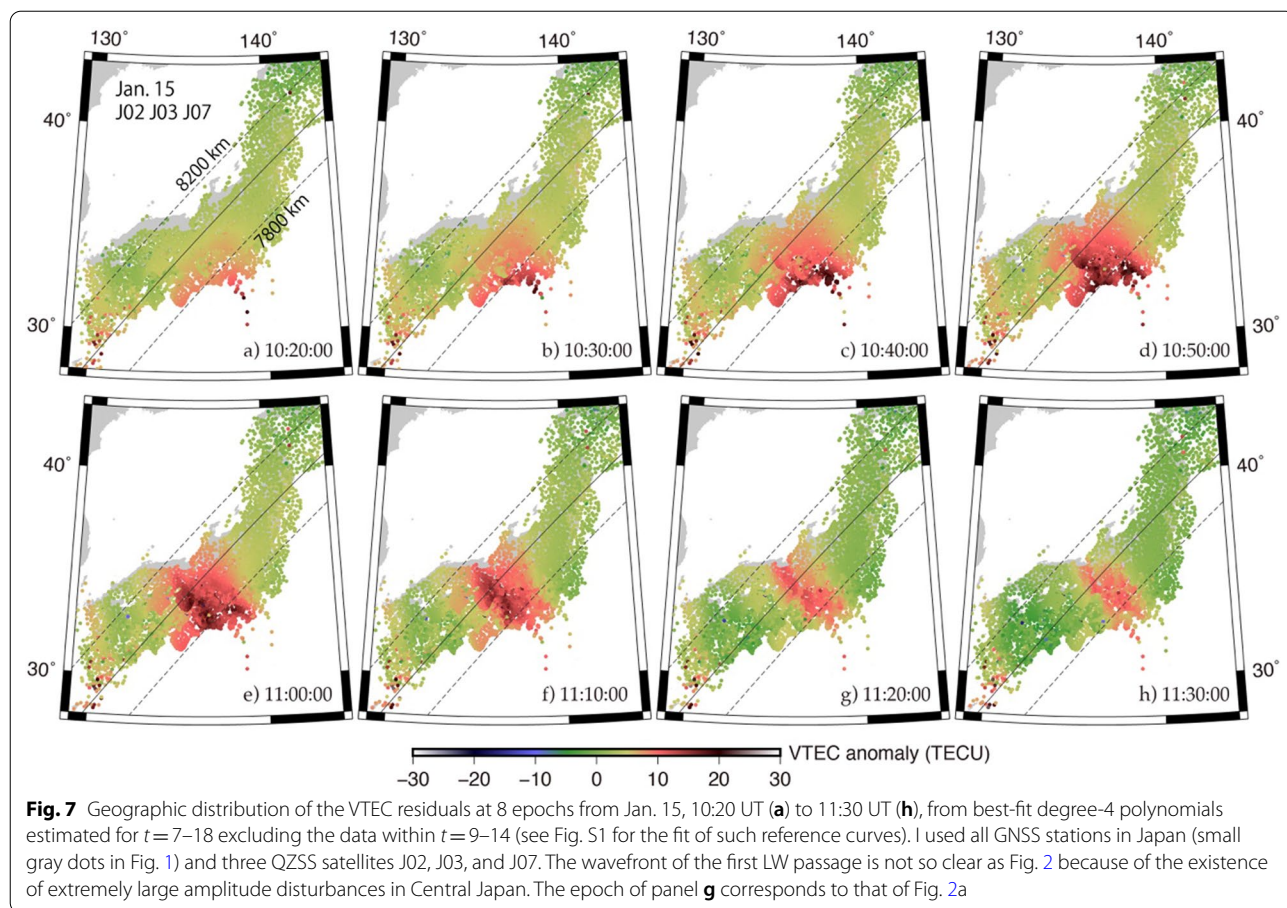 130° 140° 130° 140° 130° 140° 130° 140°
Jan. 15
J02 J03 J07
40° 40°
8200 km
7800 km
30° 30°
a) 10:20:00 b) 10:30:00 c) 10:40:00 d) 10:50:00
40° 40°
30° 30°
e) 11:00:00 f) 11:10:00 g) 11:20:00 h) 11:30:00
VTEC anomaly (TECU)
−30 −20 −10 0 10 20 30
Fig. 7 Geographic distribution of the VTEC residuals at 8 epochs from Jan. 15, 10:20 UT (a) to 11:30 UT (h), from best-fit degree-4 polynomials
estimated for t = 7–18 excluding the data within t = 9–14 (see Fig. S1 for the fit of such reference curves). I used all GNSS stations in Japan (small
gray dots in Fig. 1) and three QZSS satellites J02, J03, and J07. The wavefront of the first LW passage is not so clear as Fig. 2 because of the existence
of extremely large amplitude disturbances in Central Japan. The epoch of panel g corresponds to that of Fig. 2a